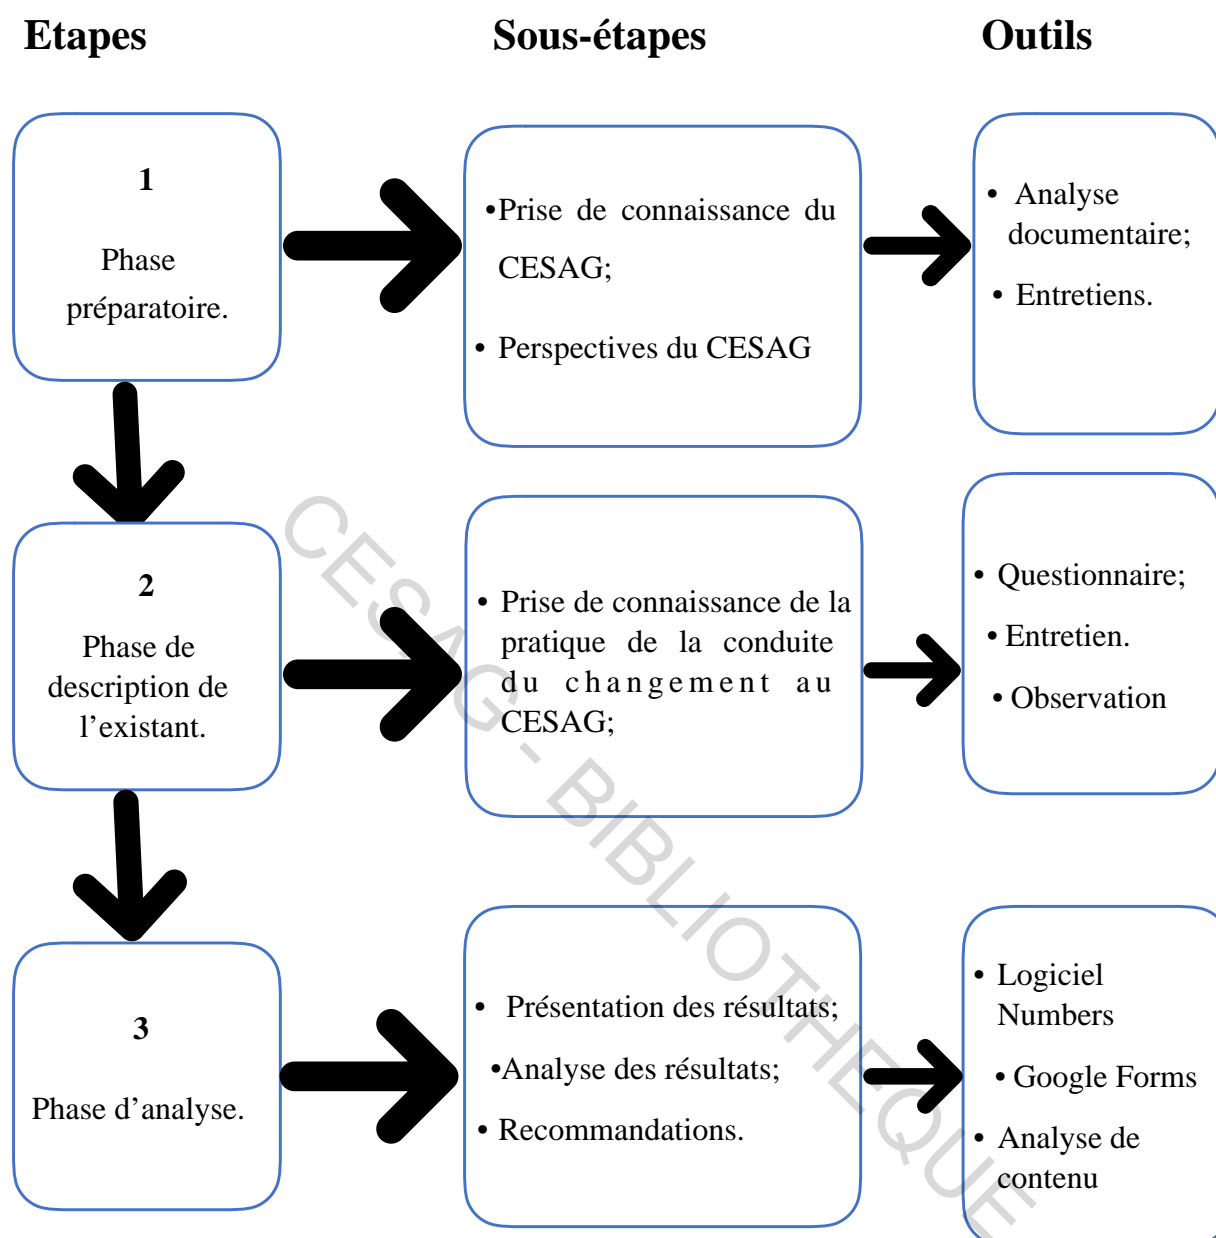 Etapes
Sous-étapes
Outils
1
Phase
préparatoire.
•Prise de connaissance du
CESAG;
• Perspectives du CESAG
• Analyse
documentaire;
• Entretiens.
2
Phase de
description de
l’existant.
• Prise de connaissance de la
pratique de la conduite
du changement au
CESAG;
• Questionnaire;
• Entretien.
• Observation
3
Phase d’analyse.
• Présentation des résultats;
•Analyse des résultats;
• Recommandations.
• Logiciel
Numbers
• Google Forms
• Analyse de
contenu
CESAG - BIBLIOTHEQUE